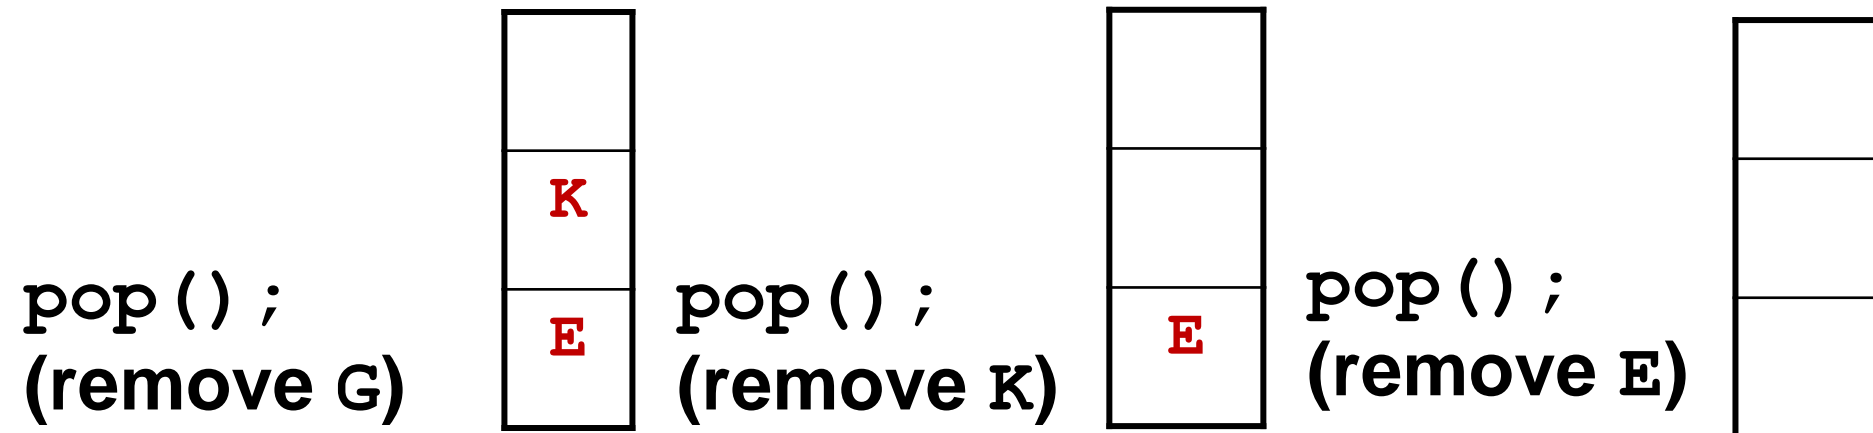 pop();
(remove G)
K
E
pop();
(remove K)
E
pop();
(remove E)